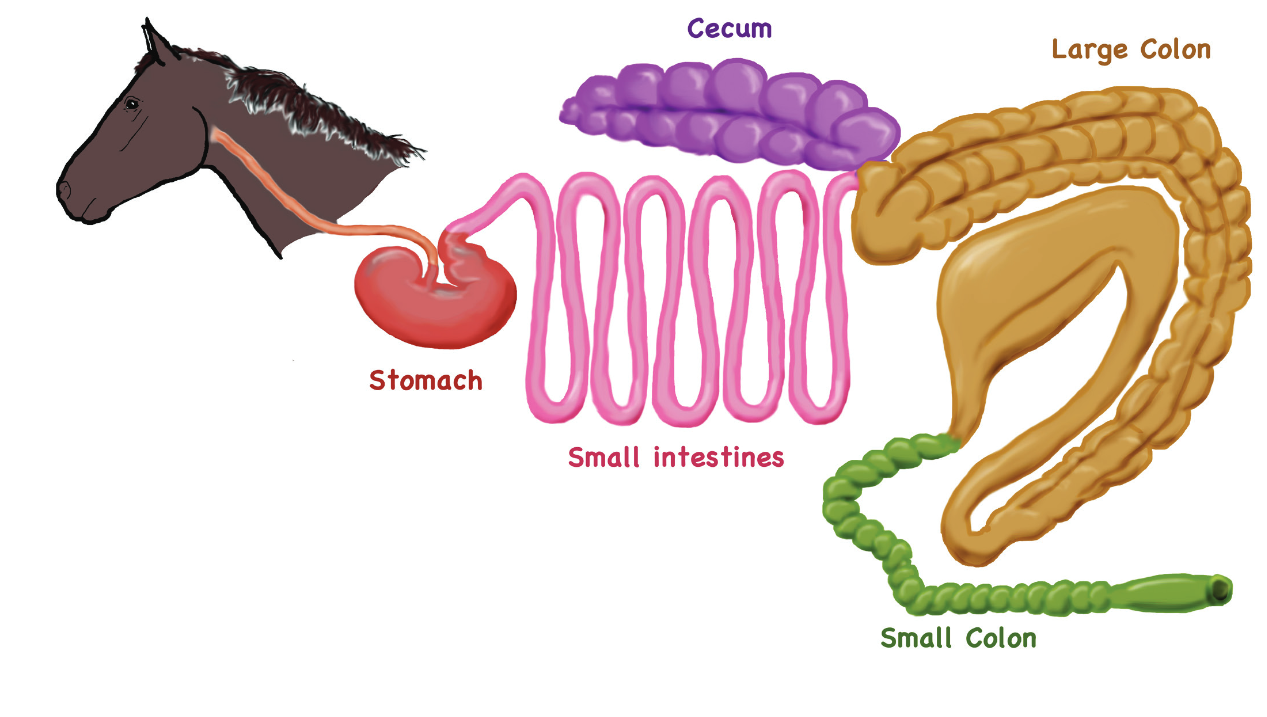 Cecum
Large Colon
Stomach
Small intestines
Small Colon